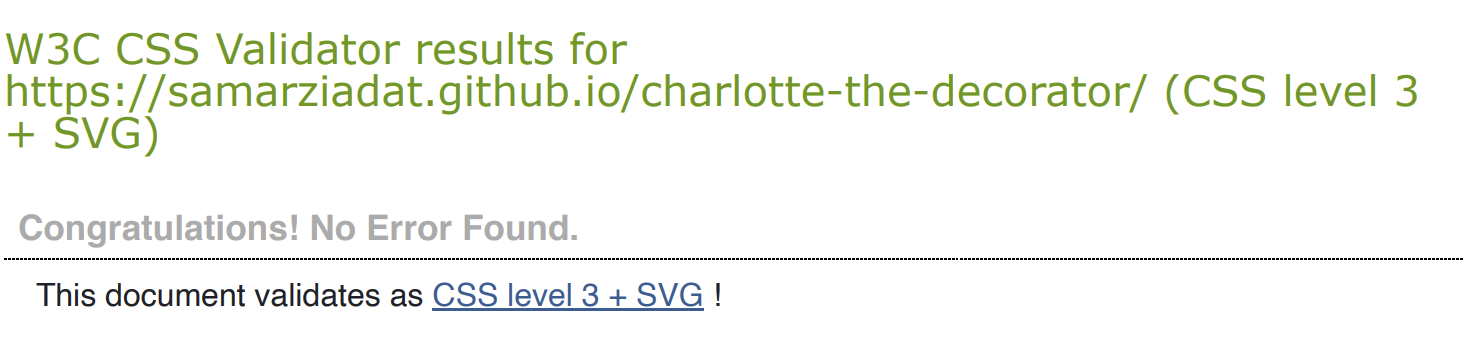 W3C CSS Validator results for
https://samarziadat.github.io/charlotte-the-decorator/ (CSS level 3
+ SVG)
Congratulations! No Error Found.
This document validates as CSS level 3 + SVG !